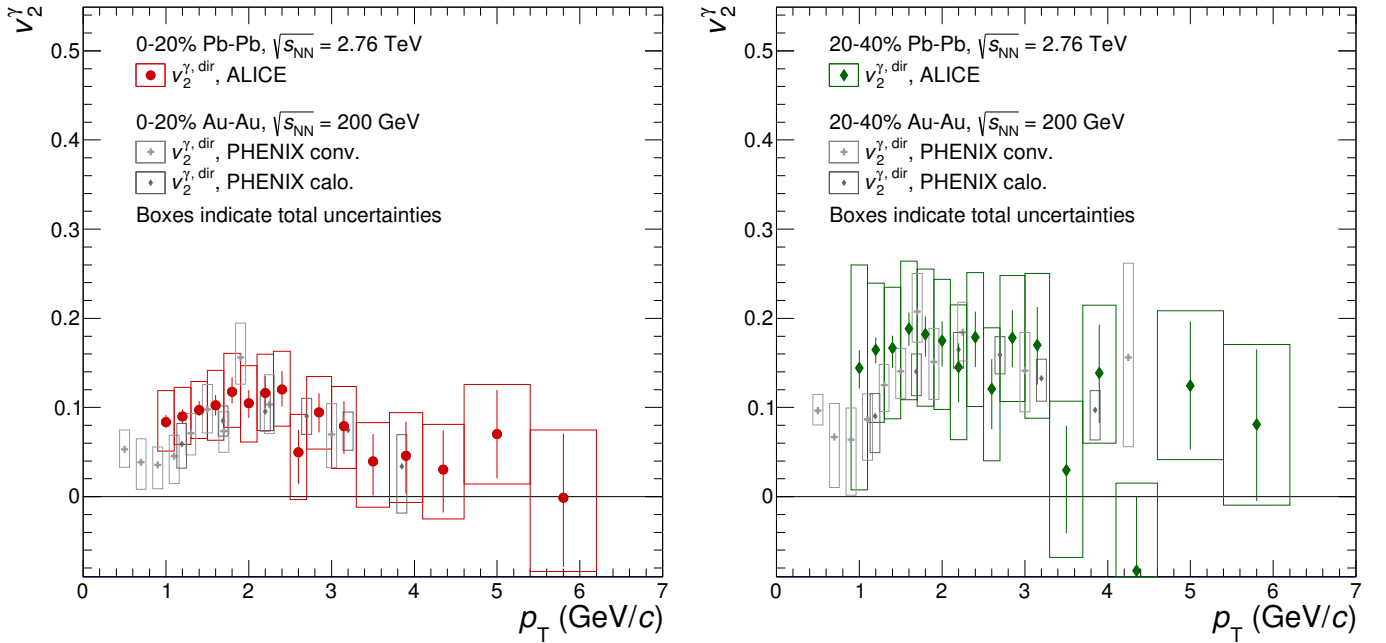 v₂^γ
0.5
0.4
0.3
0.2
0.1
0
0-20% Pb-Pb, √s_NN = 2.76 TeV
v₂^γ, dir, ALICE
0-20% Au-Au, √s_NN = 200 GeV
v₂^γ, dir, PHENIX conv.
v₂^γ, dir, PHENIX calo.
Boxes indicate total uncertainties
0 1 2 3 4 5 6 7
p_T (GeV/c)
v₂^γ
0.5
0.4
0.3
0.2
0.1
0
20-40% Pb-Pb, √s_NN = 2.76 TeV
v₂^γ, dir, ALICE
20-40% Au-Au, √s_NN = 200 GeV
v₂^γ, dir, PHENIX conv.
v₂^γ, dir, PHENIX calo.
Boxes indicate total uncertainties
0 1 2 3 4 5 6 7
p_T (GeV/c)